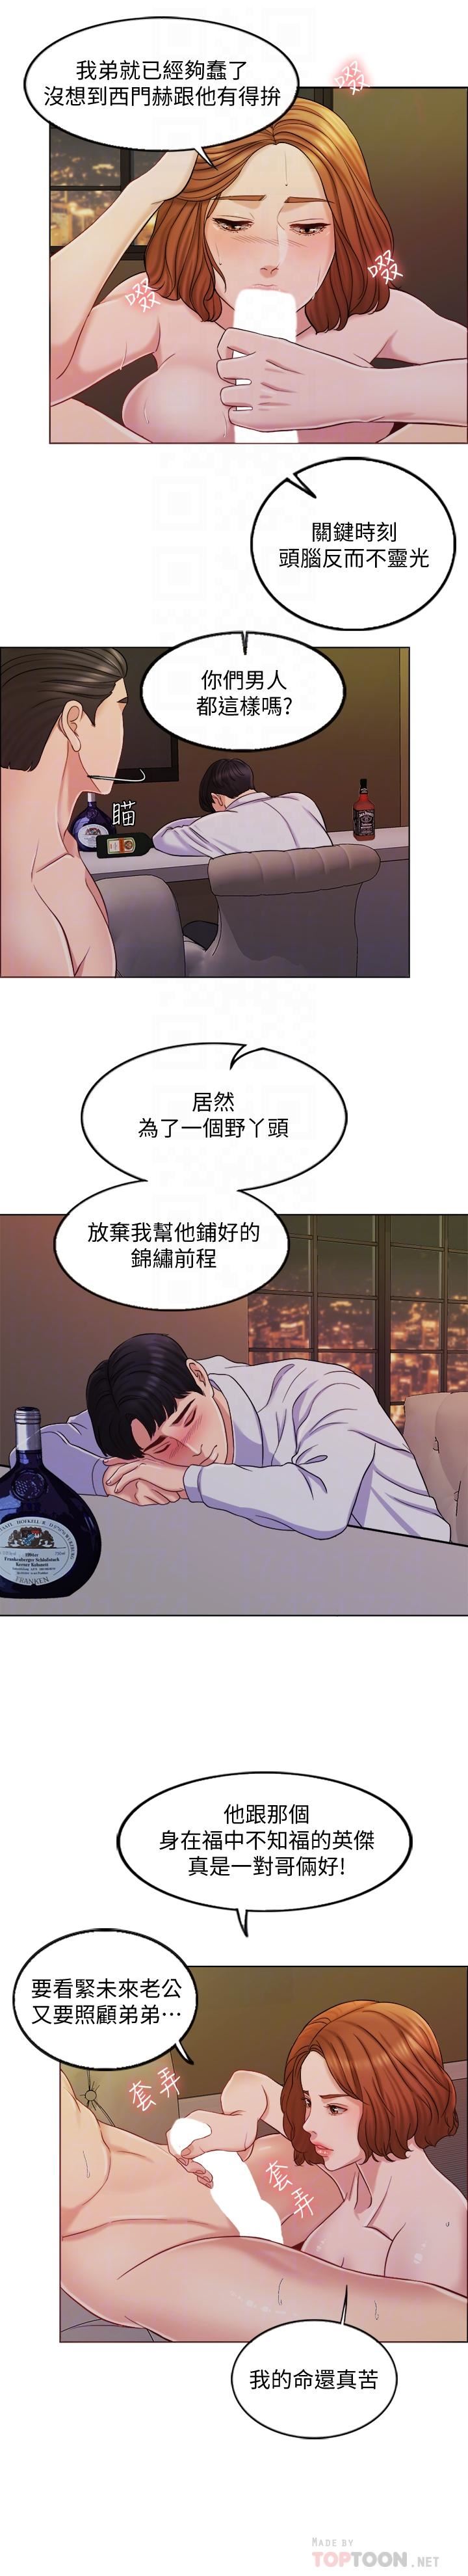 我弟就已經夠蠢了
沒想到西門赫跟他有得拚
啜啜
啜啜
啜啜
關鍵時刻
頭腦反而不靈光
你們男人
都這樣嗎?
瞄
居然
為了一個野丫頭
放棄我幫他鋪好的
錦繡前程
FRANKEN
他跟那個
身在福中不知福的英傑
真是一對哥倆好!
要看緊未來老公
又要照顧弟弟…
套弄
套弄
我的命還真苦
MADE BY
TOPTOON.NET